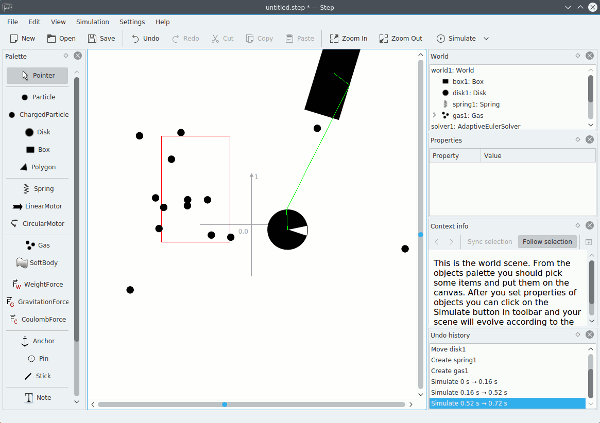 untitled.step * — Step
File Edit View Simulation Settings Help
New Open Save Undo Redo Cut Copy Paste Zoom In Zoom Out Simulate
Palette
Pointer
Particle
ChargedParticle
Disk
Box
Polygon
Spring
LinearMotor
CircularMotor
Gas
SoftBody
WeightForce
GravitationForce
CoulombForce
Anchor
Pin
Stick
Note
1
0.0
World
world1: World
box1: Box
disk1: Disk
spring1: Spring
gas1: Gas
solver1: AdaptiveEulerSolver
Properties
Property Value
Context info
Sync selection Follow selection
This is the world scene. From the
objects palette you should pick
some items and put them on the
canvas. After you set properties of
objects you can click on the
Simulate button in toolbar and your
scene will evolve according to the
Undo history
Move disk1
Create spring1
Create gas1
Simulate 0 s → 0.16 s
Simulate 0.16 s → 0.52 s
Simulate 0.52 s → 0.72 s